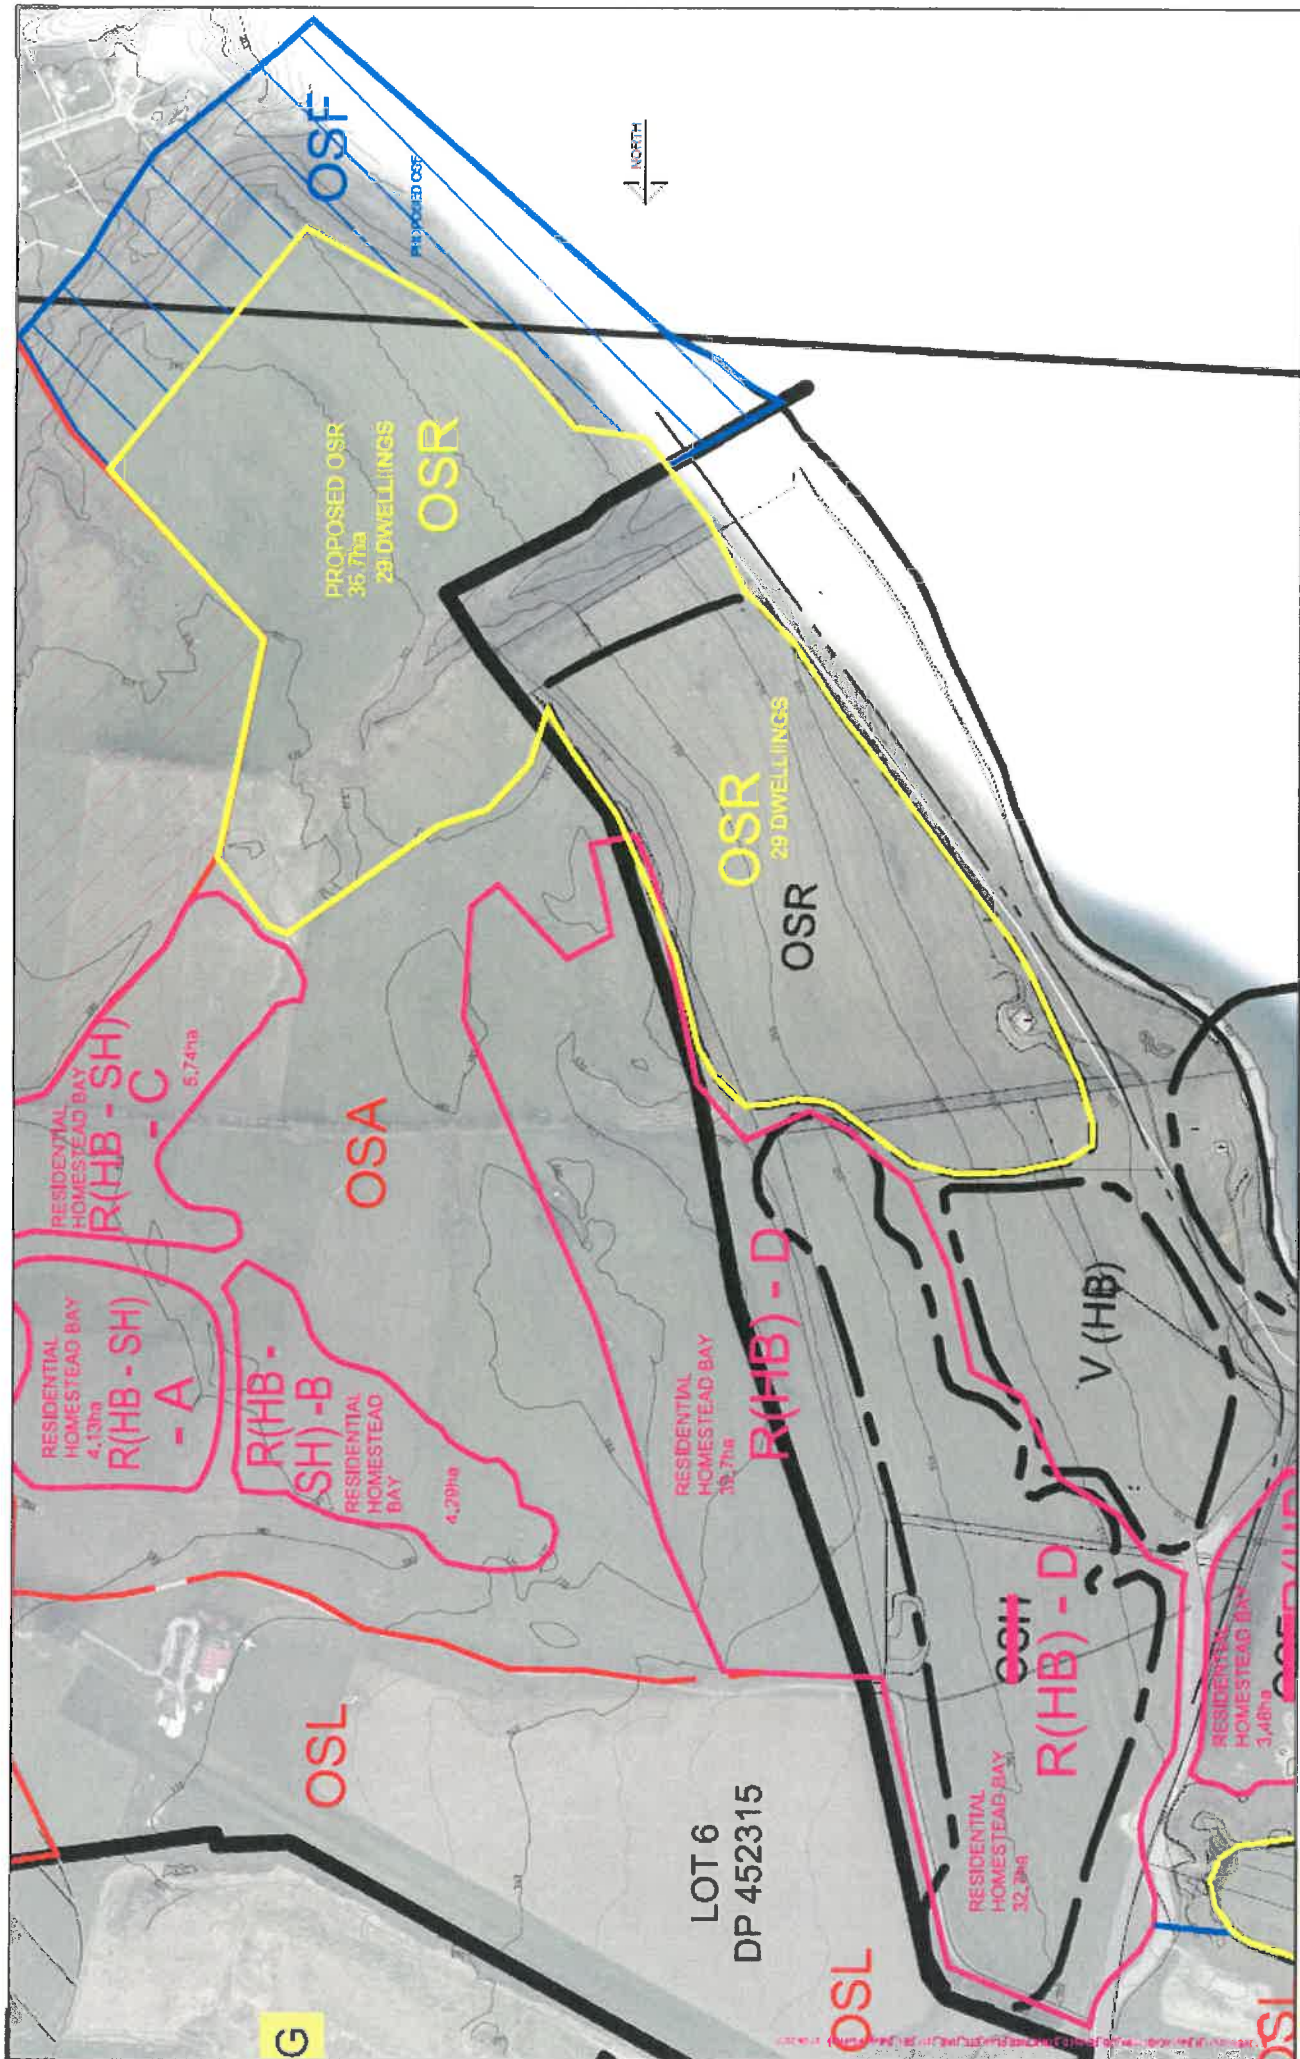 OSF
PROPOSED OSF
NORTH
PROPOSED OSR
36.7ha
29 DWELLINGS
OSR
OSR
29 DWELLINGS
OSR
RESIDENTIAL
HOMESTEAD BAY
R(HB - SH)
- C
5.74ha
OSA
RESIDENTIAL
HOMESTEAD BAY
4.13ha
R(HB - SH)
- A
R(HB -
SH) -B
RESIDENTIAL
HOMESTEAD
BAY
4.29ha
RESIDENTIAL
HOMESTEAD BAY
R(HB) - D
V (HB)
OSL
LOT 6
DP 452315
RESIDENTIAL
HOMESTEAD BAY
R(HB) - D
RESIDENTIAL
HOMESTEAD BAY
3.48ha
OSL
OSL
G